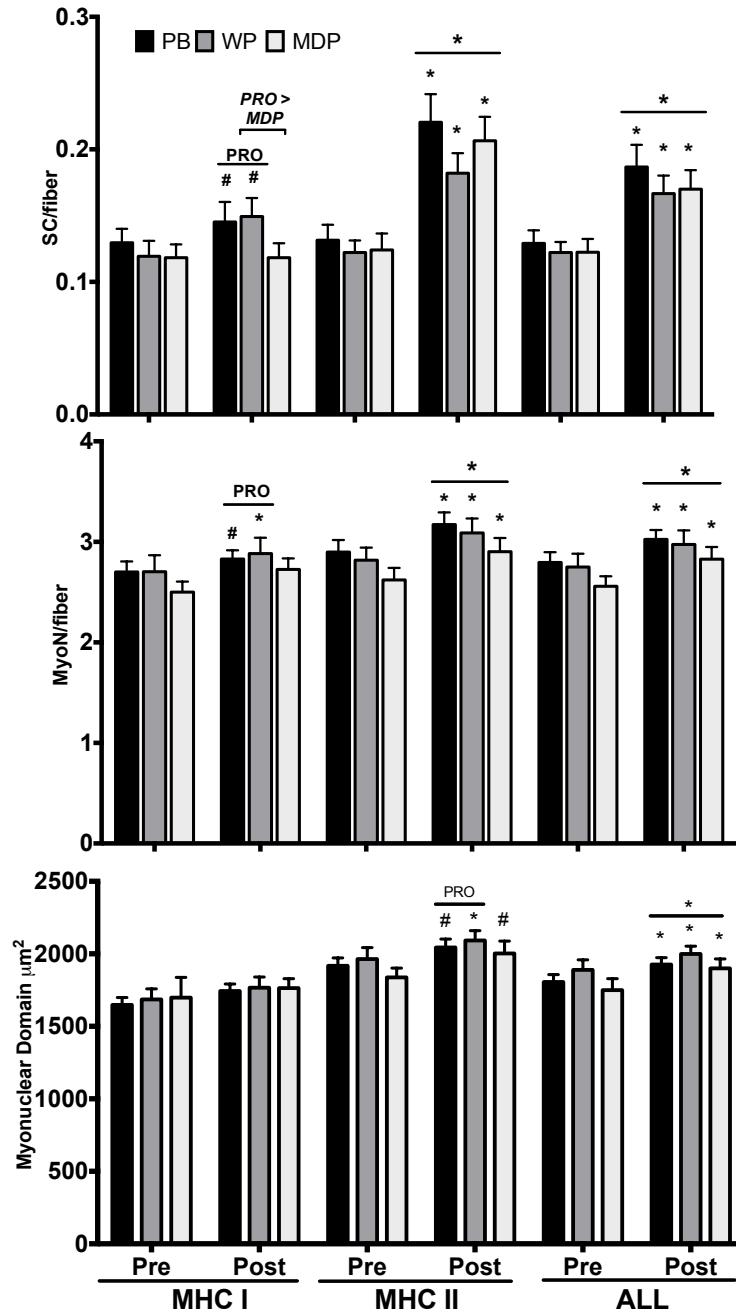 0.3
PB WP MDP
*
*
*
*
PRO >
MDP
PRO
# #
*
*
*
*
0.2
0.1
0.0
SC/fiber
4
3
2
1
0
MyoN/fiber
PRO
#
*
*
* * *
*
* * *
2500
2000
1500
1000
500
0
Myonuclear Domain μm²
PRO
# * #
*
* * *
Pre Post Pre Post Pre Post
MHC I MHC II ALL